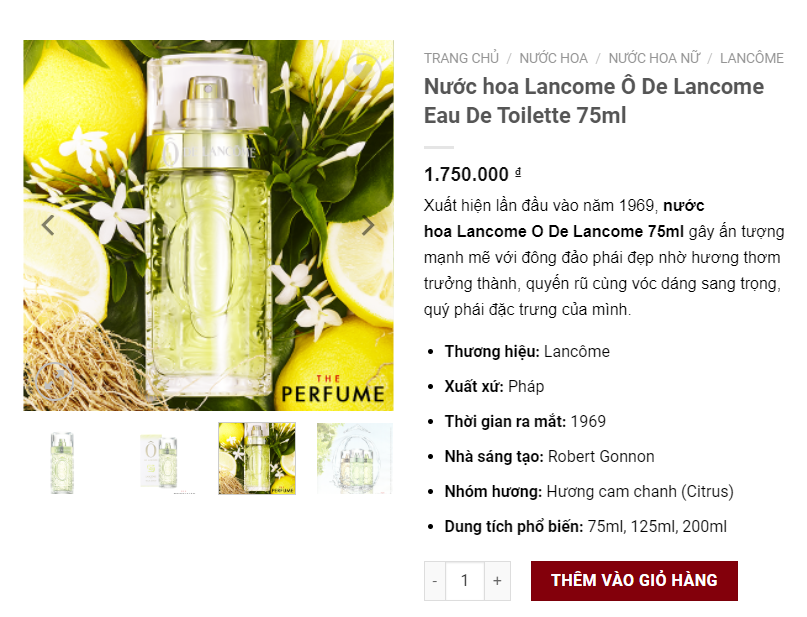 TRANG CHỦ / NƯỚC HOA / NƯỚC HOA NỮ / LANCÔME
Nước hoa Lancome Ô De Lancome
Eau De Toilette 75ml
1.750.000 ₫
Xuất hiện lần đầu vào năm 1969, nước
hoa Lancome O De Lancome 75ml gây ấn tượng
mạnh mẽ với đông đảo phái đẹp nhờ hương thơm
trưởng thành, quyến rũ cùng vóc dáng sang trọng,
quý phái đặc trưng của mình.
• Thương hiệu: Lancôme
• Xuất xứ: Pháp
• Thời gian ra mắt: 1969
• Nhà sáng tạo: Robert Gonnon
• Nhóm hương: Hương cam chanh (Citrus)
• Dung tích phổ biến: 75ml, 125ml, 200ml
- 1 +
THÊM VÀO GIỎ HÀNG
Ô DE LANCÔME
THE
PERFUME